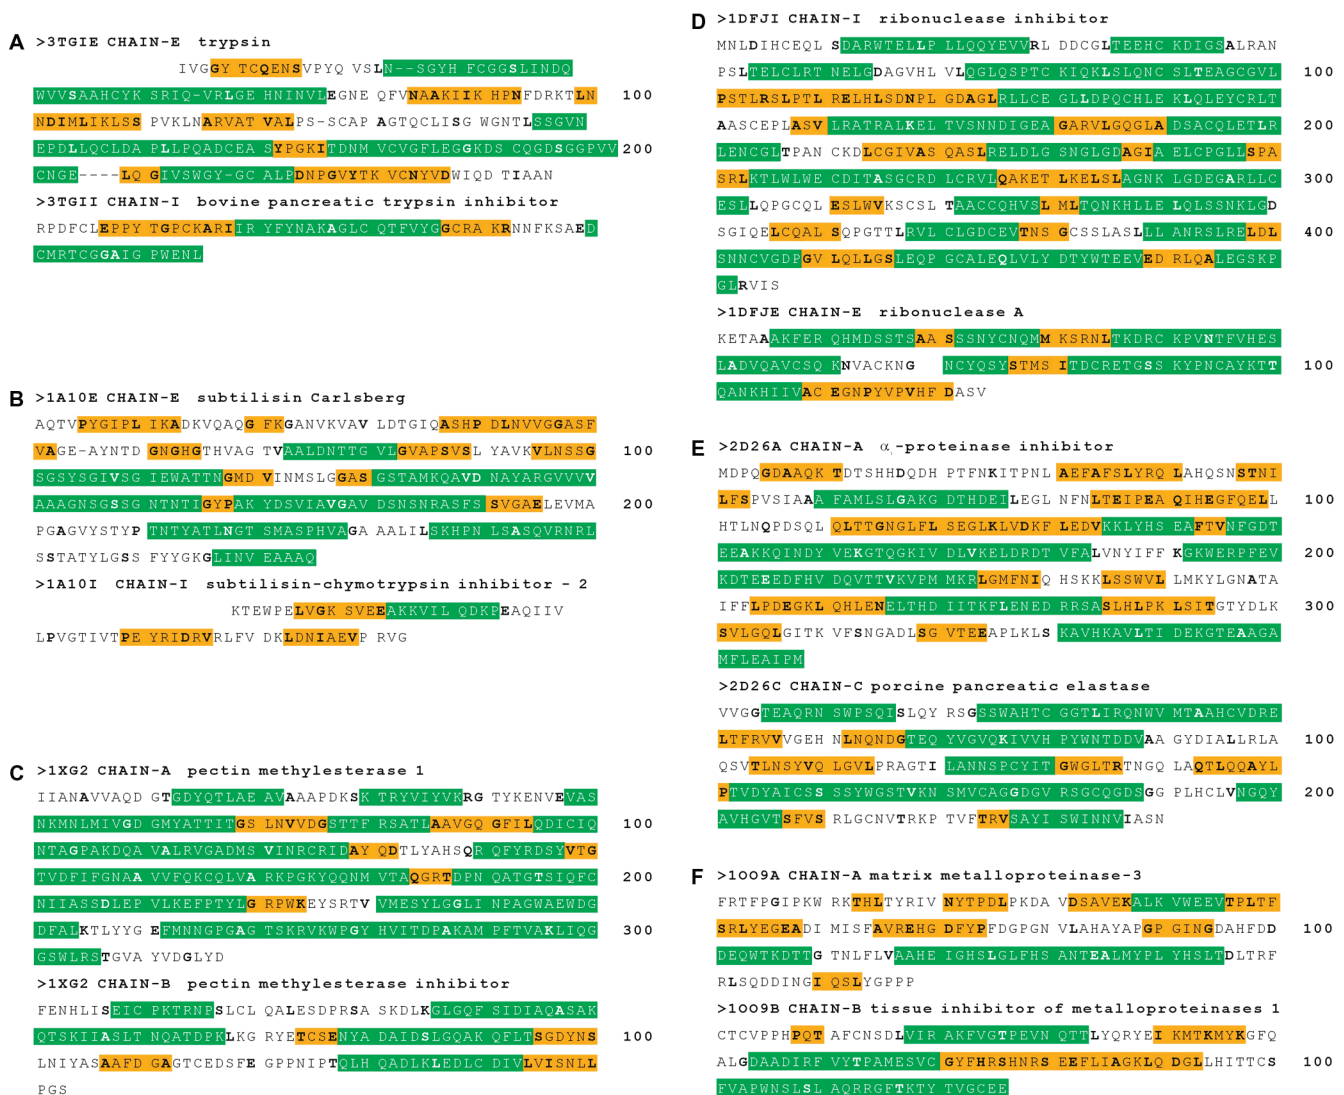 A
>3TGIE CHAIN-E trypsin
IVGGYTCQENSVPYQ VSLN--SGYH FCGGSLINDQ
WVVSAAHCYK SRIQ-VRLGE HNINVLEGNE QFVNAAKIIK HPNFDRKTLN 100
NDIMLIKLSS PVKLNARVAT VALPS-SCAP AGTQCLISG WGNTLSSGVN
EPDLLQCLDA PLLPQADCEA SYPGKITDNM VCVGFLEGGKDS CQGDSGGPVV 200
CNGE----LQ GIVSWGY-GC ALPDNPGVYTK VCNYVDWIQD TIAAN
>3TGII CHAIN-I bovine pancreatic trypsin inhibitor
RPDFCLEPPY TGPCKARIIR YFYNAKAGLC QTFVYGGCRA KRNNFKSAED
CMRTCGGAIG PWENL
B
>1A10E CHAIN-E subtilisin Carlsberg
AQTVPYGIPL IKADKVQAQG FKGANVKVAV LDTGIQASHP DLNVVGGASF
VAGE-AYNTD GNGHGTHVAG TVAALDNTTG VLGVAPSVS LYAVKVLNSSG 100
SGSYSGIVSG IEWATTNGMD VINMSLGGAS GSTAMKQAVD NAYARGVVVV
AAAGNSGSSG NTNTIGYPAK YDSVIAVGAV DSNSNRASFS SVGAELEVMA 200
PGAGVYSTYP TNTYATLNGT SMASPHVAGA AALILSKHPN LSASQVRNRL
SSTATYLGSS FYYGKGLINV EAAAQ
>1A10I CHAIN-I subtilisin-chymotrypsin inhibitor - 2
KTEWPELVGK SVEEAKKVIL QDKPEAQIIV
LPVGTIVTPE YRIDRVRLFV DKLDNIAEVP RVG
C
>1XG2 CHAIN-A pectin methylesterase 1
IIANAVVAQD GTGDYQTLAE AVAAAPDKSK TRYVIYVKRG TYKENVEVAS
NKMNLMIVGD GMYATTITGS LNVVDGSTTF RSATLAAVGQ GFILQDICIQ 100
NTAGPAKDQA VALRVGADMS VINRCRIDAY QDTLYAHSQR QFYRDSYVTG
TVDFIFGNAA VVFQKCQLVA RKPGKYQQNM VTAQGRTDPN QATGTSIQFC 200
NIIASSDLEP VLKEFPTYLG RPWKEYSRTV VMESYLGGLI NPAGWAEWDG
DFALKTLYYG EFMNNGPGAG TSKRVKWPGY HVITDPAKAM PFTVAKLIQG 300
GSWLRSTGVA YVDGLYD
>1XG2 CHAIN-B pectin methylesterase inhibitor
FENHLISEIC PKTRNPSLCL QALESDPRSA SKDLKGLGQF SIDIAQASAK
QTSKIIASLT NQATDPKLKG RYETCSENYA DAIDSLGQAK QFLTSGDYNS 100
LNIYASAAFD GAGTCEDSFE GPPNIPTQLH QADLKLEDLC DIVLVISNLL
PGS
D
>1DFJI CHAIN-I ribonuclease inhibitor
MNLDIHCEQL SDARWTELLP LLQQYEVVRL DDCGLTEEHC KDIGSALRAN
PSLTELCLRT NELGDAGVHL VLQGLQSPTC KIQKLSLQNC SLTEAGCGVL 100
PSTLRSLPTL RELHLSDNPL GDAGLRLLCE GLLDPQCHLE KLQLEYCRLT
AASCEPLASV LRATRALKEL TVSNNDIGEA GARVLGQGLA DSACQLETLR 200
LENCGLTPAN CKDLCGIVAS QASLRELDLG SNGLGDAGIA ELCPGLLSPA
SRLKTLWLWE CDITASGCRD LCRVLQAKET LKELSLAGNK LGDEGARLLC 300
ESLLQPGCQL ESLWVKSCSL TAACCQHVSL MLTQNKHLLE LQLSSNKLGD
SGIQELCQAL SQPGTTLRVL CLGDCEVTNS GCSSLASLLL ANRSLRELDL 400
SNNCVGDPGV LQLLGSLEQP GCALEQLVLY DTYWTEEVED RLQALEGSKP
GLRVIS
>1DFJE CHAIN-E ribonuclease A
KETAAAKFER QHMDSSTSAA SSSNYCNQMM KSRNLTKDRC KPVNTFVHES
LADVQAVCSQ KNVACKNG NCYQSYSTMS ITDCRETGSS KYPNCAYKTT 100
QANKHIIVAC EGNPYVPVHF DASV
E
>2D26A CHAIN-A α1-proteinase inhibitor
MDPQGDAAQK TDTSHHDQDH PTFNKITPNL AEFAFSLYRQ LAHQSNSTNI
LFSPVSIAAA FAMLSLGAKG DTHDEILEGL NFNLTEIPEA QIHEGFQELL 100
HTLNQPDSQL QLTTGNGLFL SEGLKLVDKF LEDVKKLYHS EAFTVNFGDT
EEAKKQINDY VEKGTQGKIV DLVKELDRDT VFALVNYIFF KGKWERPFEV 200
KDTEEEDFHV DQVTTVKVPM MKRLGMFNIQ HSKKLSSWVL LMKYLGNATA
IFFLPDEGKL QHLENELTHD IITKFLENED RRSASLHLPK LSITGTYDLK 300
SVLGQLGITK VFSNGADLSG VTEEAPLKLS KAVHKAVLTI DEKGTEAAGA
MFLEAIPM
>2D26C CHAIN-C porcine pancreatic elastase
VVGGTEAQRN SWPSQISLQY RSGSSWAHTC GGTLIRQNWV MTAAHCVDRE
LTFRVVVGEH NLNQNDGTEQ YVGVQKIVVH PYWNTDDVAA GYDIALLRLA 100
QSVTLNSYVQ LGVLPRAGTI LANNSPCYIT GWGLTRTNGQ LAQTLQQAYL
PTVDYAICSS SSYWGSTVKN SMVCAGGDGV RSGCQGDSGG PLHCLVNGQY 200
AVHGVTSFVS RLGCNVTRKP TVFTRVSAYI SWINNVIASN
F
>1OO9A CHAIN-A matrix metalloproteinase-3
FRTFPGIPKW RKTHLTYRIV NYTPDLPKDA VDSAVEKALK VWEEVTPLTF
SRLYEGEADI MISFAVREHG DFYPFDGPGN VLAHAYAPGP GINGDAHFDD 100
DEQWTKDTTG TNLFLVAAHE IGHSLGLFHS ANTEALMYPL YHSLTDLTRF
RLSQDDINGI QSLYGPPP
>1OO9B CHAIN-B tissue inhibitor of metalloproteinases 1
CTCVPPHPQT AFCNSDLVIR AKFVGTPEVN QTTLYQRYEI KMTKMYKGFQ
ALGDAADIRF VYTPAMESVC GYFHRSHNRS EEFLIAGKLQ DGLLHITTCS 100
FVAPWNSLSL AQRRGFTKTY TVGCEE